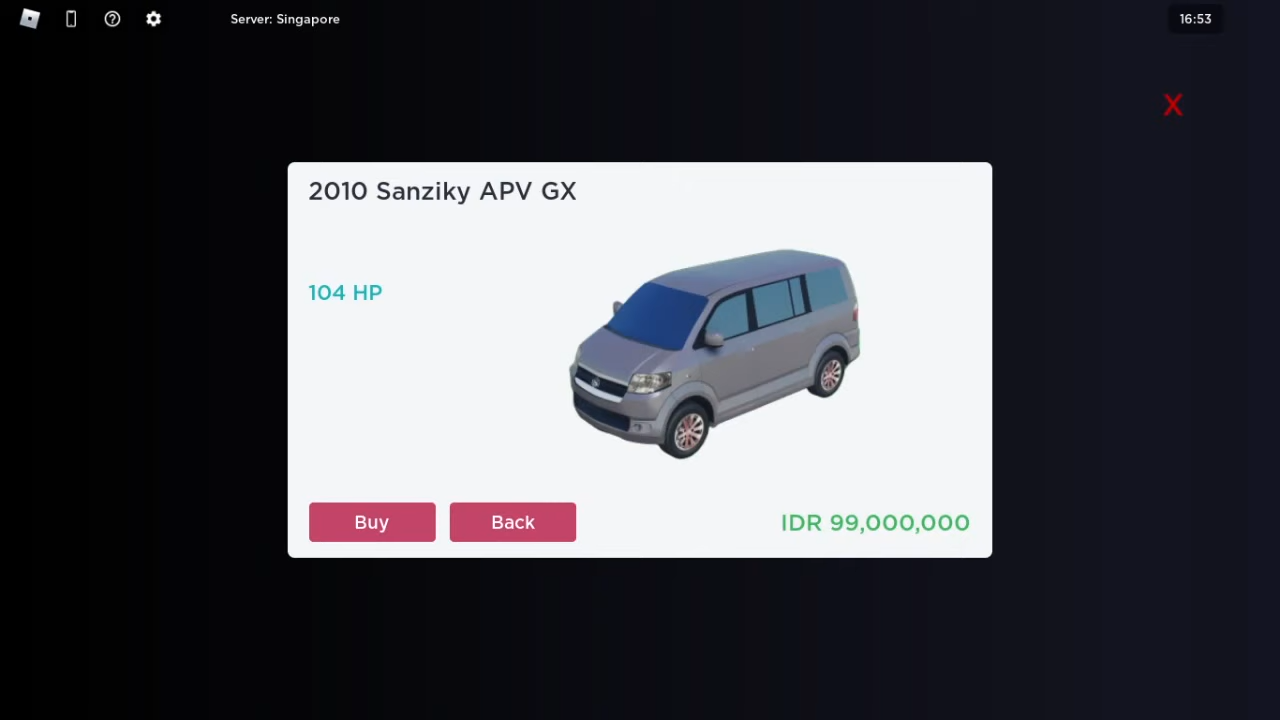 Server: Singapore
16:53
X
2010 Sanziky APV GX
104 HP
Buy
Back
IDR 99,000,000